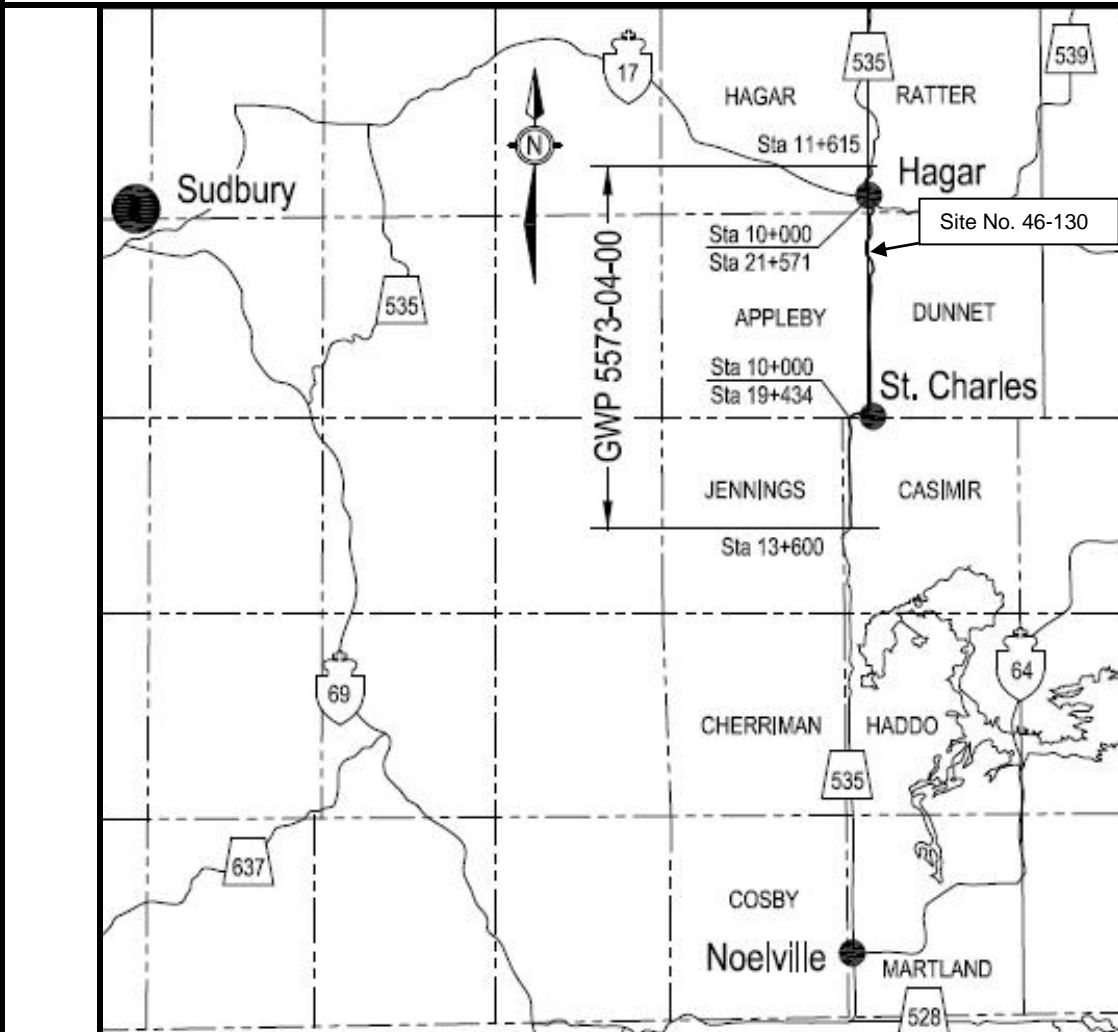 535
539
17
HAGAR
RATTER
Sta 11+615
Hagar
Sudbury
Site No. 46-130
Sta 10+000
Sta 21+571
N
GWP 5573-04-00
535
APPLEBY
DUNNET
Sta 10+000
Sta 19+434
St. Charles
JENNINGS
CASIMIR
Sta 13+600
69
64
CHERRIMAN
HADDO
535
637
COSBY
Noelville
MARTLAND
528